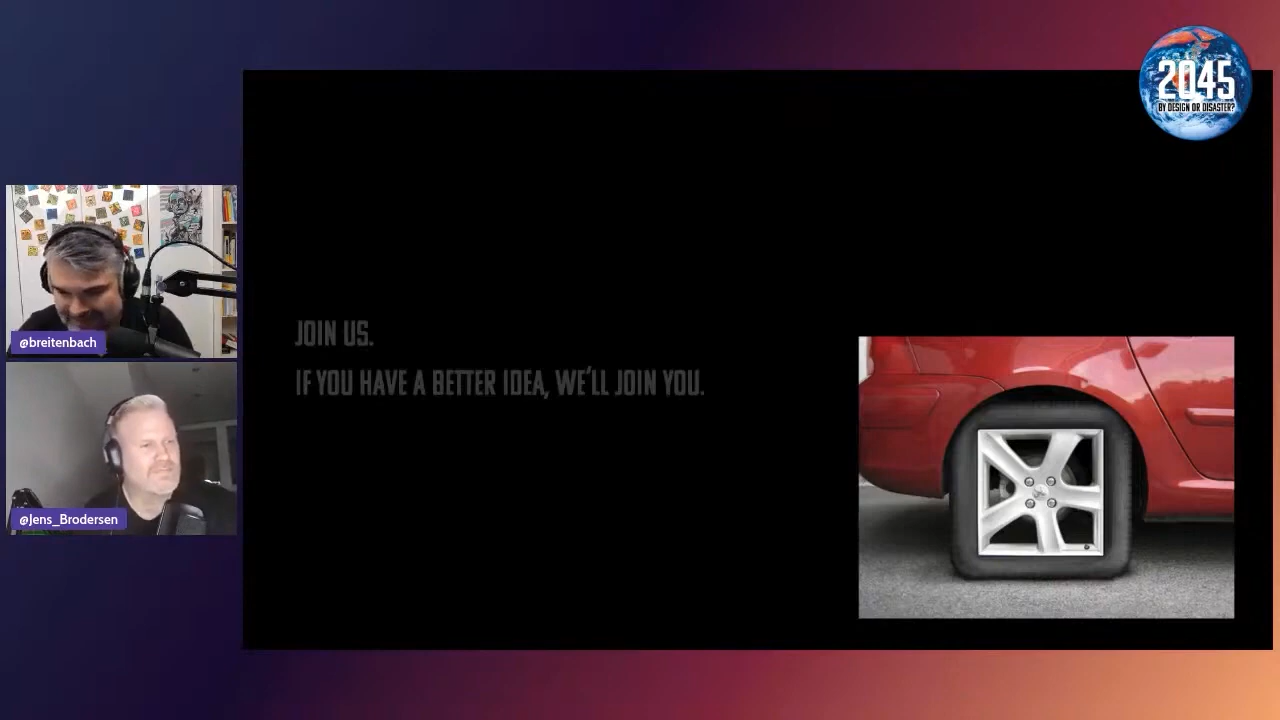 2045
BY DESIGN OR DISASTER?
JOIN US.
IF YOU HAVE A BETTER IDEA, WE'LL JOIN YOU.
@breitenbach
@Jens_Brodersen